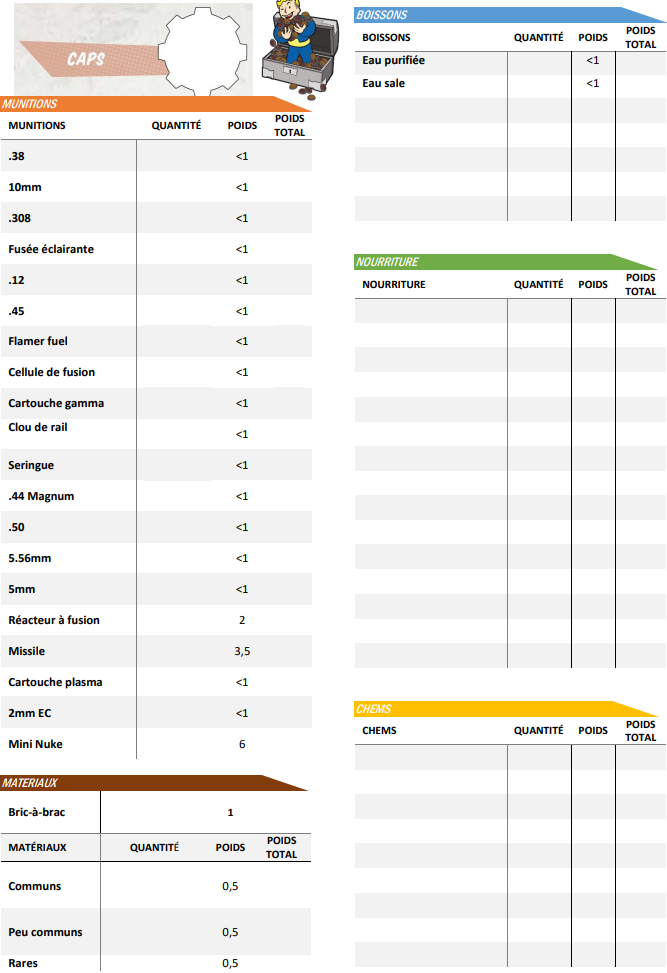 CAPS
MUNITIONS
MUNITIONS QUANTITÉ POIDS POIDS TOTAL
.38 <1
10mm <1
.308 <1
Fusée éclairante <1
.12 <1
.45 <1
Flamer fuel <1
Cellule de fusion <1
Cartouche gamma <1
Clou de rail <1
Seringue <1
.44 Magnum <1
.50 <1
5.56mm <1
5mm <1
Réacteur à fusion 2
Missile 3,5
Cartouche plasma <1
2mm EC <1
Mini Nuke 6
MATERIAUX
Bric-à-brac 1
MATÉRIAUX QUANTITÉ POIDS POIDS TOTAL
Communs 0,5
Peu communs 0,5
Rares 0,5
BOISSONS
BOISSONS QUANTITÉ POIDS POIDS TOTAL
Eau purifiée <1
Eau sale <1
NOURRITURE
NOURRITURE QUANTITÉ POIDS POIDS TOTAL
CHEMS
CHEMS QUANTITÉ POIDS POIDS TOTAL